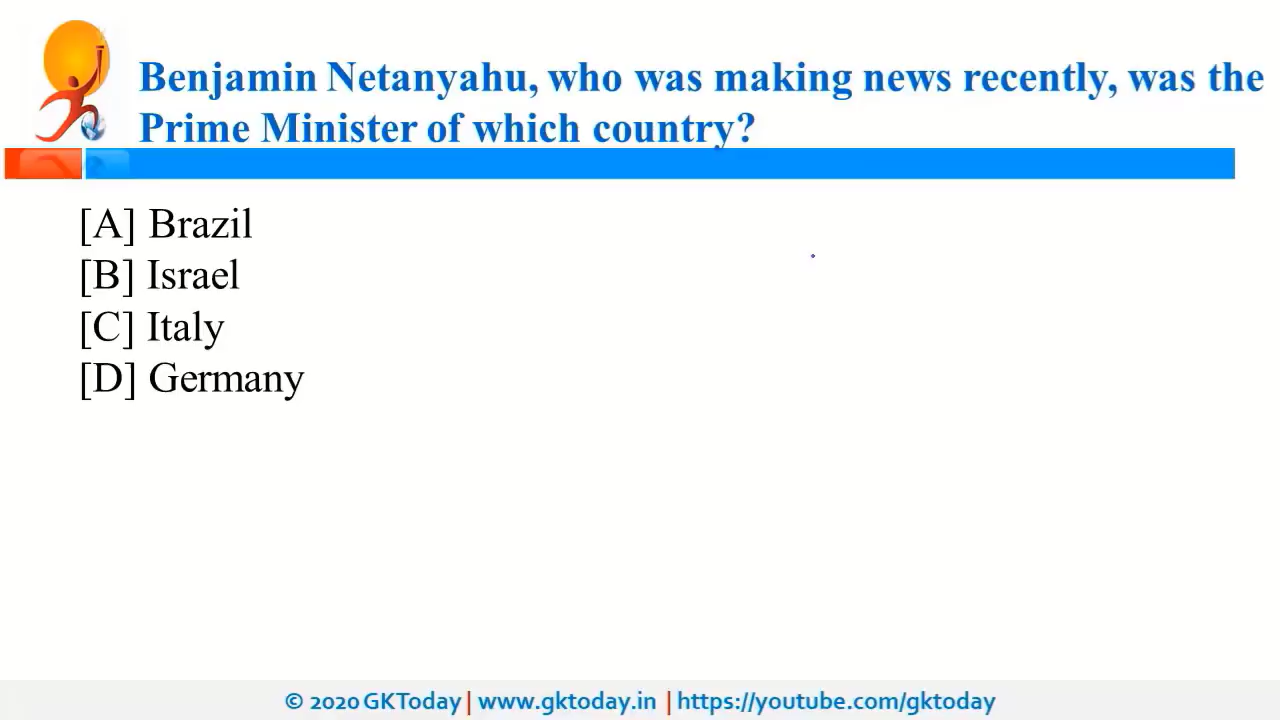 Benjamin Netanyahu, who was making news recently, was the
Prime Minister of which country?
[A] Brazil
[B] Israel
[C] Italy
[D] Germany
© 2020 GKToday | www.gktoday.in | https://youtube.com/gktoday